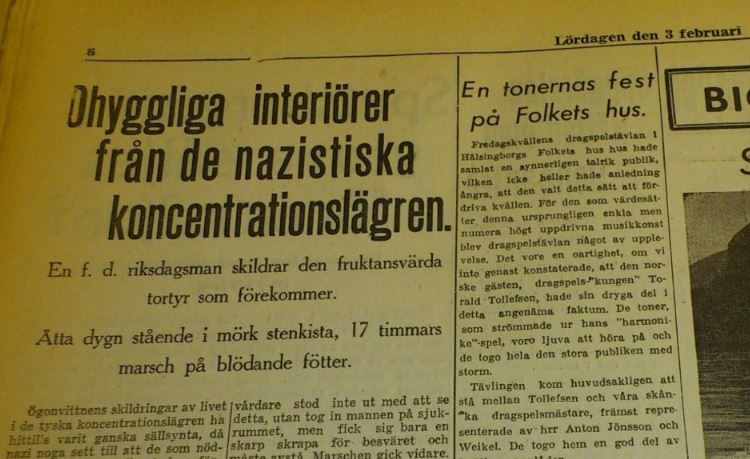 8
Lördagen den 3 februari
Ohyggliga interiörer
från de nazistiska
koncentrationslägren.
En f. d. riksdagsman skildrar den fruktansvärda
tortyr som förekommer.
Åtta dygn stående i mörk stenkista, 17 timmars
marsch på blödande fötter.
ögonvittnens skildringar av livet
i de tyska koncentrationslägren ha
hittills varit ganska sällsynta, då
nazi noga sett till att de som nöd-
vårdare stod inte ut med att se
detta, utan tog in mannen på sjuk-
rummet, men fick sig bara en
skarp skrapa för besväret och
måste avstå. Marschen gick vidare.
En tonernas fest
på Folkets hus.
Fredagskvällens dragspelstävlan i
Hälsingborgs Folkets hus hus hade
samlat en synnerligen talrik publik,
vilken icke heller hade anledning
ångra, att den valt detta sätt att för-
driva kvällen. För den som värdesät-
ter denna ursprungligen enkla men
numera högt uppdrivna musikkonst
blev dragspelstävlan något av upple-
velse. Det vore en oartighet, om vi
inte genast konstaterade, att den nor-
ske gästen, dragspels-"kungen" To-
rald Tollefsen, hade sin dryga del i
detta angenäma faktum. De toner,
som strömmade ur hans "harmoni-
ke"-spel, voro ljuva att höra på och
de togo hela den stora publiken med
storm.
Tävlingen kom huvudsakligen att
stå mellan Tollefsen och våra skån-
ska dragspelsmästare, främst repre-
senterade av hrr Anton Jönsson och
Weikel. De togo hem en god del av
BI
S